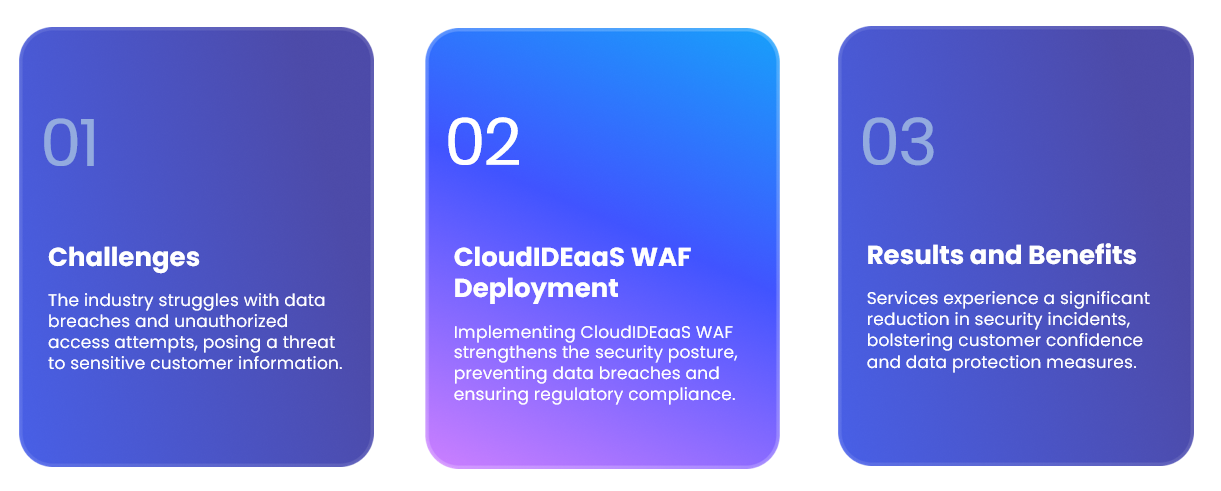 01
Challenges
The industry struggles with data
breaches and unauthorized
access attempts, posing a threat
to sensitive customer information.
02
CloudIDEaaS WAF
Deployment
Implementing CloudIDEaaS WAF
strengthens the security posture,
preventing data breaches and
ensuring regulatory compliance.
03
Results and Benefits
Services experience a significant
reduction in security incidents,
bolstering customer confidence
and data protection measures.